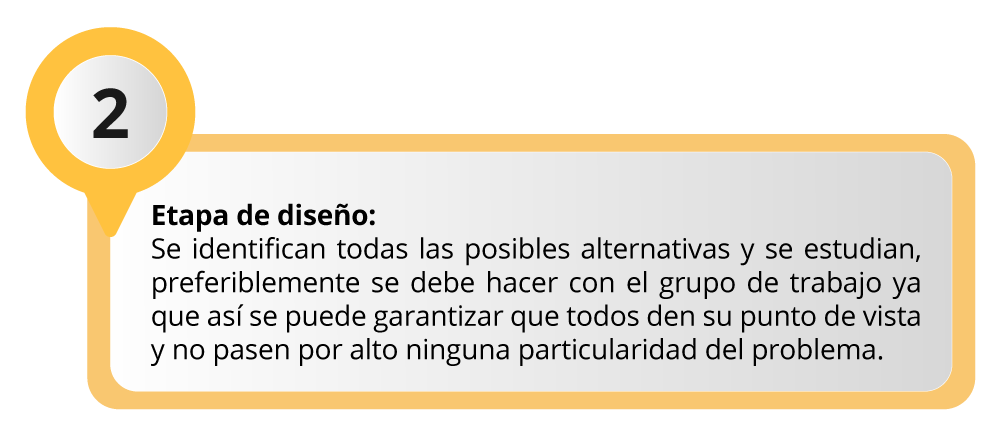 2
Etapa de diseño:
Se identifican todas las posibles alternativas y se estudian,
preferiblemente se debe hacer con el grupo de trabajo ya
que así se puede garantizar que todos den su punto de vista
y no pasen por alto ninguna particularidad del problema.